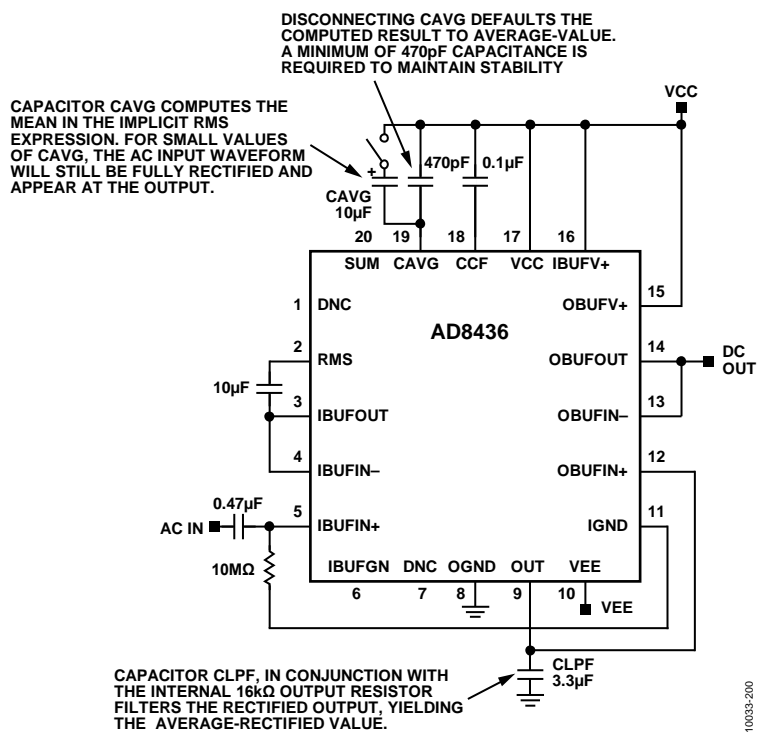 DISCONNECTING CAVG DEFAULTS THE
COMPUTED RESULT TO AVERAGE-VALUE.
A MINIMUM OF 470pF CAPACITANCE IS
REQUIRED TO MAINTAIN STABILITY
VCC
CAPACITOR CAVG COMPUTES THE
MEAN IN THE IMPLICIT RMS
EXPRESSION. FOR SMALL VALUES
OF CAVG, THE AC INPUT WAVEFORM
WILL STILL BE FULLY RECTIFIED AND
APPEAR AT THE OUTPUT.
+
470pF
0.1µF
CAVG
10µF
20 19 18 17 16
SUM CAVG CCF VCC IBUFV+
15
OBUFV+
1
DNC
AD8436
2
RMS
14
OBUFOUT
DC
OUT
10µF
3
IBUFOUT
13
OBUFIN–
4
IBUFIN–
12
OBUFIN+
0.47µF
5
AC IN
IBUFIN+
11
IGND
10MΩ
IBUFGN DNC OGND OUT VEE
6 7 8 9 10
VEE
CAPACITOR CLPF, IN CONJUNCTION WITH
THE INTERNAL 16kΩ OUTPUT RESISTOR
FILTERS THE RECTIFIED OUTPUT, YIELDING
THE AVERAGE-RECTIFIED VALUE.
CLPF
3.3µF
10033-200